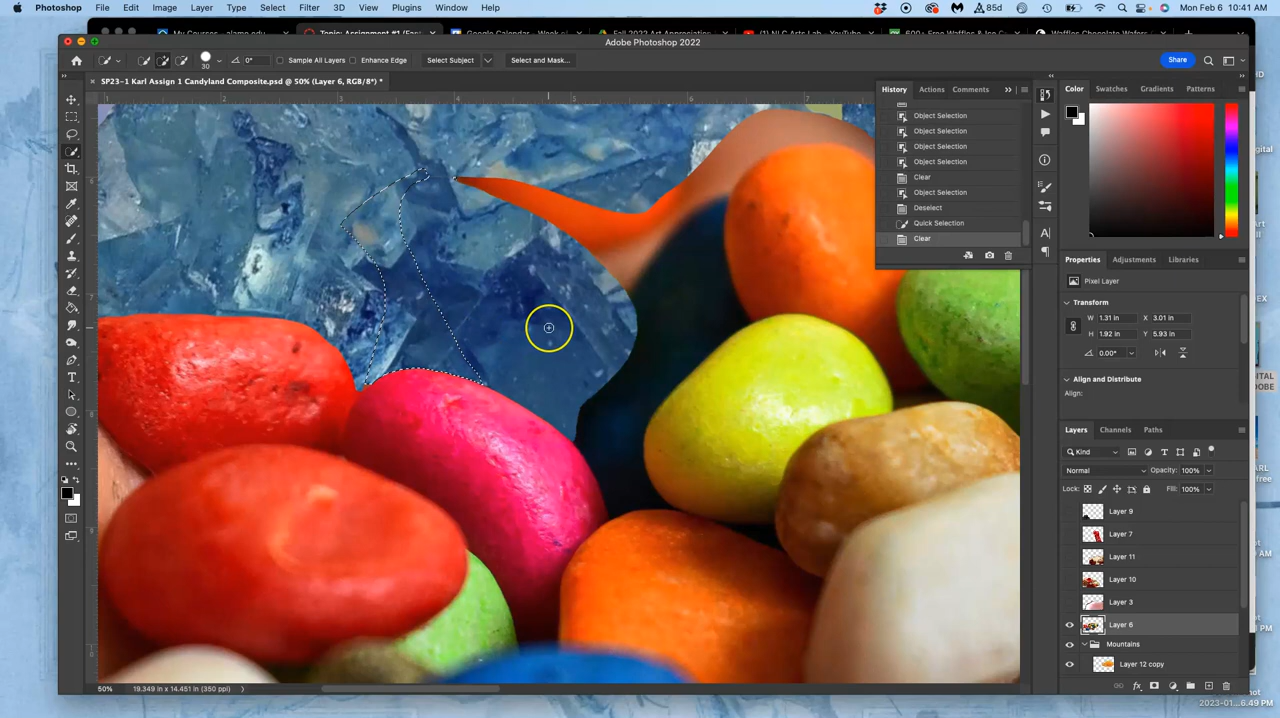 Photoshop File Edit Image Layer Type Select Filter 3D View Plugins Window Help 85d Mon Feb 6 10:41 AM
Adobe Photoshop 2022
30 0° Sample All Layers Enhance Edge Select Subject Select and Mask... Share
SP23-1 Karl Assign 1 Candyland Composite.psd @ 50% (Layer 6, RGB/8*) *
History Actions Comments
Object Selection
Object Selection
Object Selection
Object Selection
Clear
Object Selection
Deselect
Quick Selection
Clear
Color Swatches Gradients Patterns
Properties Adjustments Libraries
Pixel Layer
Transform
W 1.31 in X 3.01 in
H 1.92 in Y 5.93 in
0.00°
Align and Distribute
Align:
Layers Channels Paths
Kind
Normal Opacity: 100%
Lock: Fill: 100%
Layer 9
Layer 7
Layer 11
Layer 10
Layer 3
Layer 6
Mountains
Layer 12 copy
50% 19.349 in x 14.451 in (350 ppi)